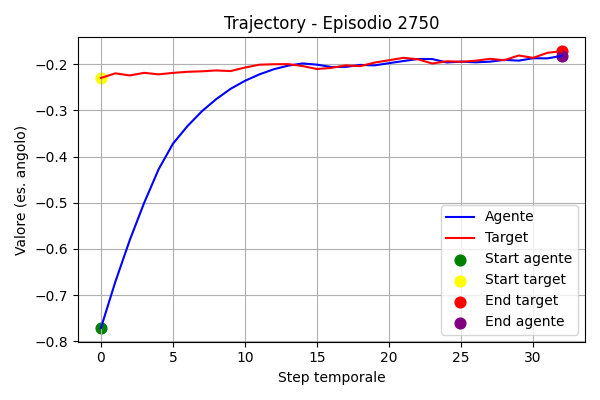 Trajectory - Episodio 2750
Valore (es. angolo)
−0.2
−0.3
−0.4
−0.5
−0.6
−0.7
−0.8
0
5
10
15
20
25
30
Step temporale
Agente
Target
Start agente
Start target
End target
End agente